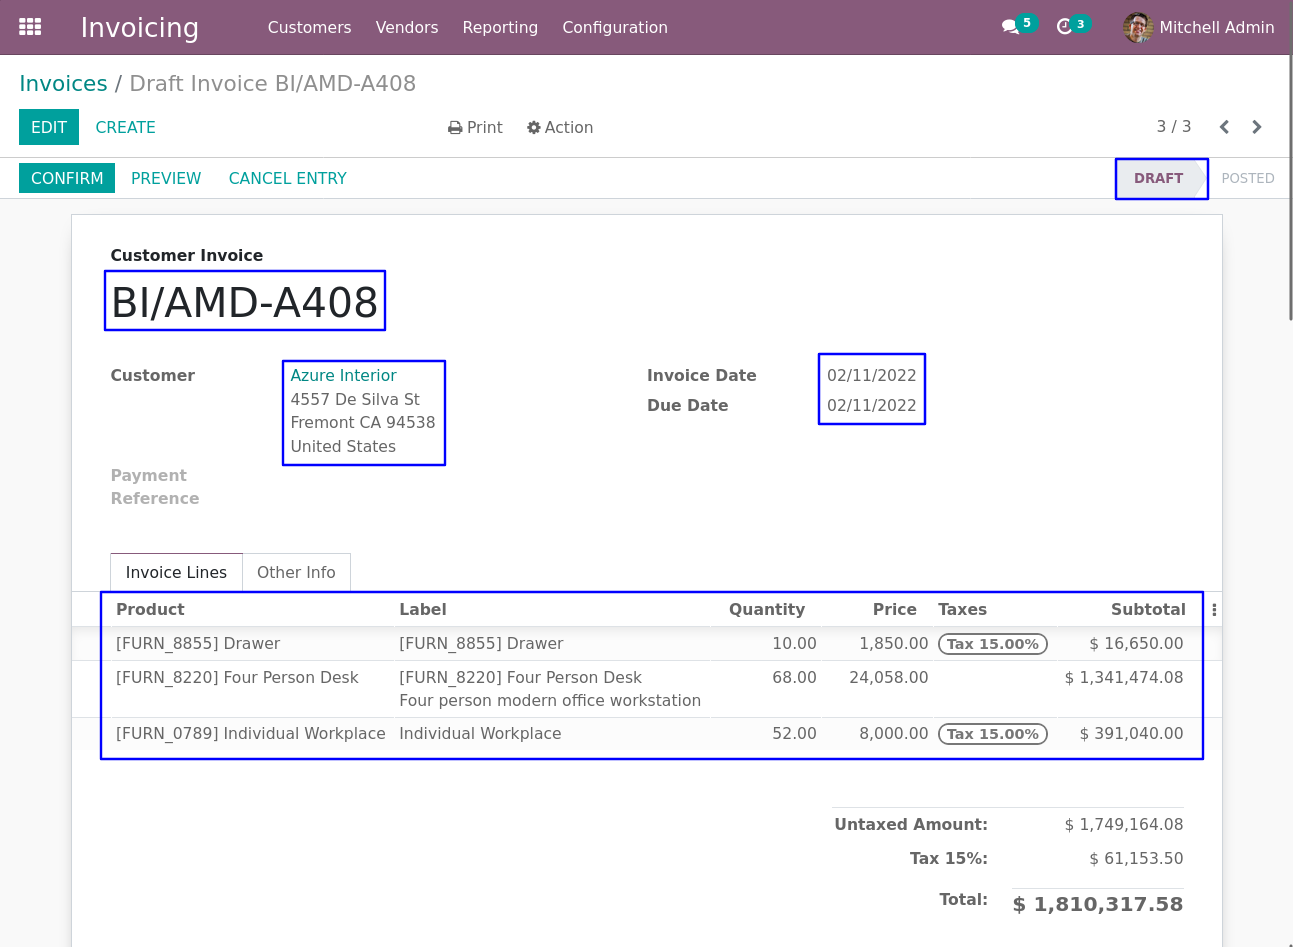 Invoicing Customers Vendors Reporting Configuration 5 3 Mitchell Admin
Invoices / Draft Invoice BI/AMD-A408
EDIT CREATE Print Action 3 / 3
CONFIRM PREVIEW CANCEL ENTRY DRAFT POSTED
Customer Invoice
BI/AMD-A408
Customer Azure Interior Invoice Date 02/11/2022
4557 De Silva St Due Date 02/11/2022
Fremont CA 94538
United States
Payment
Reference
Invoice Lines Other Info
Product Label Quantity Price Taxes Subtotal
[FURN_8855] Drawer [FURN_8855] Drawer 10.00 1,850.00 Tax 15.00% $ 16,650.00
[FURN_8220] Four Person Desk [FURN_8220] Four Person Desk 68.00 24,058.00 $ 1,341,474.08
Four person modern office workstation
[FURN_0789] Individual Workplace Individual Workplace 52.00 8,000.00 Tax 15.00% $ 391,040.00
Untaxed Amount: $ 1,749,164.08
Tax 15%: $ 61,153.50
Total: $ 1,810,317.58